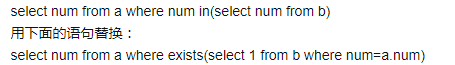 select num from a where num in(select num from b)
用下面的语句替换：
select num from a where exists(select 1 from b where num=a.num)